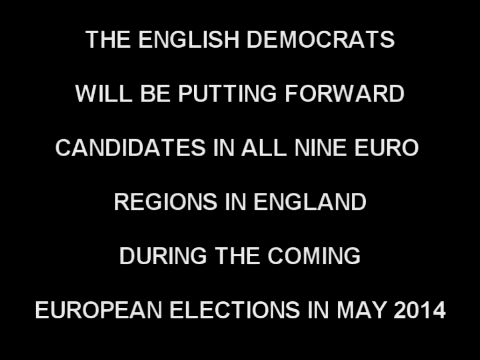 THE ENGLISH DEMOCRATS
WILL BE PUTTING FORWARD
CANDIDATES IN ALL NINE EURO
REGIONS IN ENGLAND
DURING THE COMING
EUROPEAN ELECTIONS IN MAY 2014